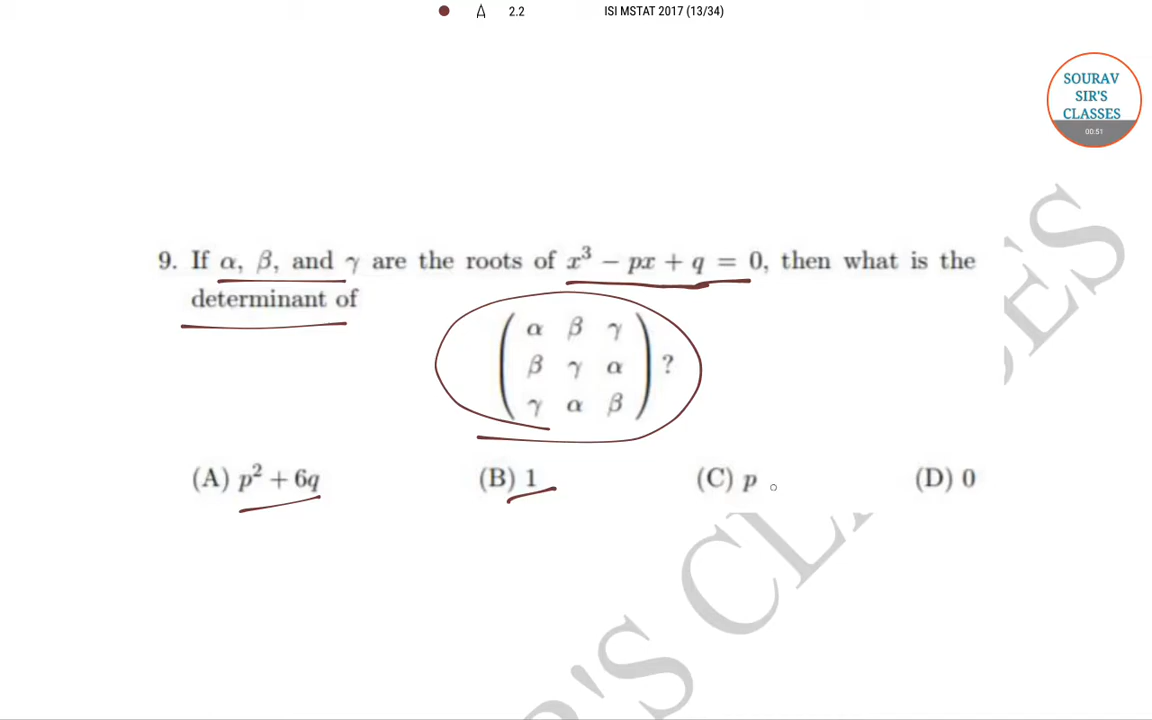 A 2.2 ISI MSTAT 2017 (13/34)
SOURAV
SIR'S
CLASSES
00:51
9. If α, β, and γ are the roots of x³ − px + q = 0, then what is the
determinant of
α β γ
β γ α ?
γ α β
(A) p² + 6q (B) 1 (C) p (D) 0
R'S CLASSES